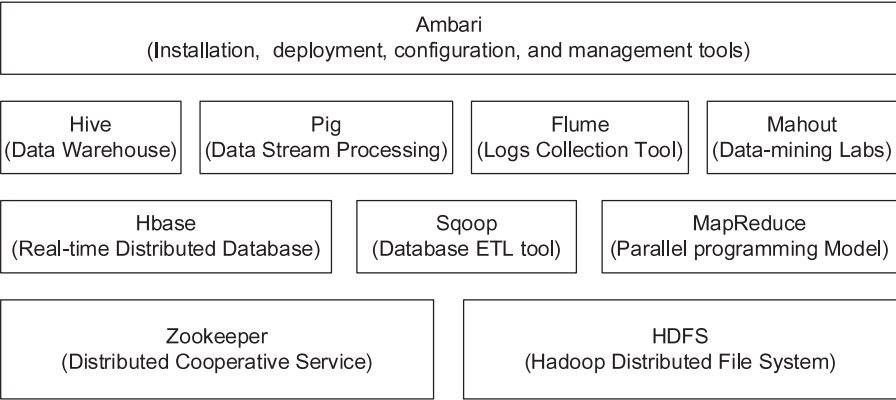 Ambari
(Installation, deployment, configuration, and management tools)
Hive
(Data Warehouse)
Pig
(Data Stream Processing)
Flume
(Logs Collection Tool)
Mahout
(Data-mining Labs)
Hbase
(Real-time Distributed Database)
Sqoop
(Database ETL tool)
MapReduce
(Parallel programming Model)
Zookeeper
(Distributed Cooperative Service)
HDFS
(Hadoop Distributed File System)